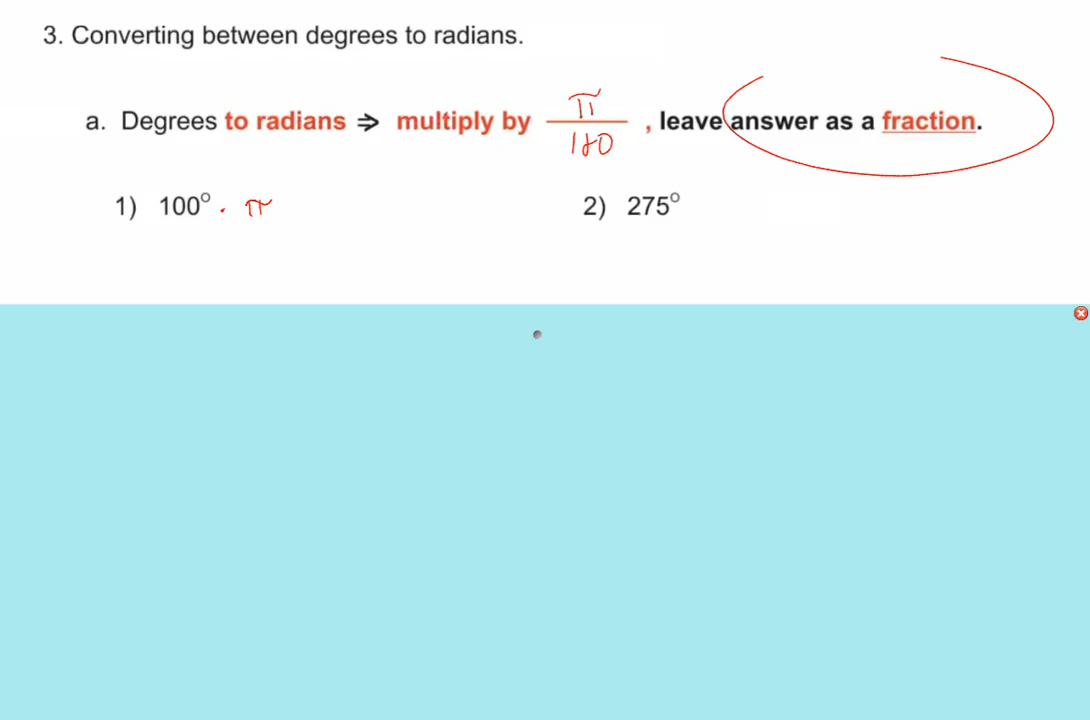 3. Converting between degrees to radians.
a. Degrees to radians ⇒ multiply by π/180 , leave answer as a fraction.
1) 100° · π 2) 275°